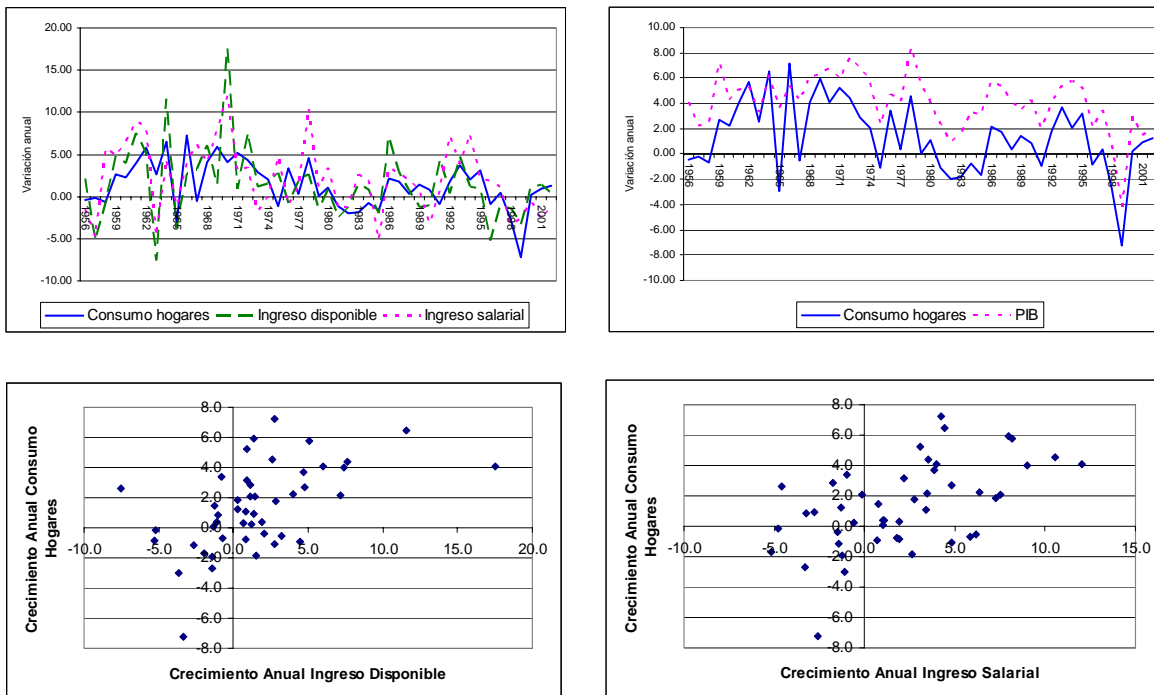 20.00
15.00
10.00
5.00
0.00
-5.00
-10.00
Variación anual
1956 1959 1962 1968 1971 1974 1977 1980 1983 1986 1989 1992 1995 1998 2001
Consumo hogares Ingreso disponible Ingreso salarial
10.00
8.00
6.00
4.00
2.00
0.00
-2.00
-4.00
-6.00
-8.00
-10.00
Variación anual
1956 1959 1962 1968 1971 1974 1977 1980 1983 1986 1989 1992 1995 1998 2001
Consumo hogares PIB
8.0
6.0
4.0
2.0
0.0
-2.0
-4.0
-6.0
-8.0
-10.0 -5.0 0.0 5.0 10.0 15.0 20.0
Crecimiento Anual Consumo
Hogares
Crecimiento Anual Ingreso Disponible
8.0
6.0
4.0
2.0
0.0
-2.0
-4.0
-6.0
-8.0
-10.0 -5.0 0.0 5.0 10.0 15.0
Crecimiento Anual Consumo
Hogares
Crecimiento Anual Ingreso Salarial